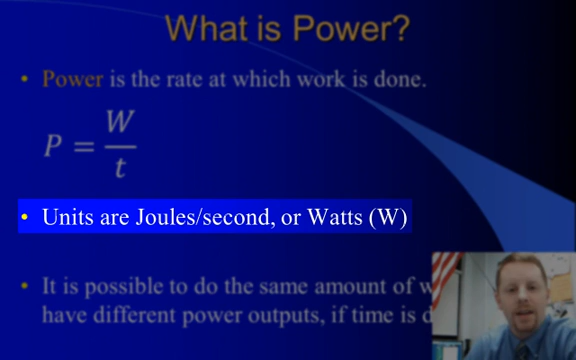 What is Power?
• Power is the rate at which work is done.
P = W/t
• Units are Joules/second, or Watts (W)
• It is possible to do the same amount of
have different power outputs, if time is